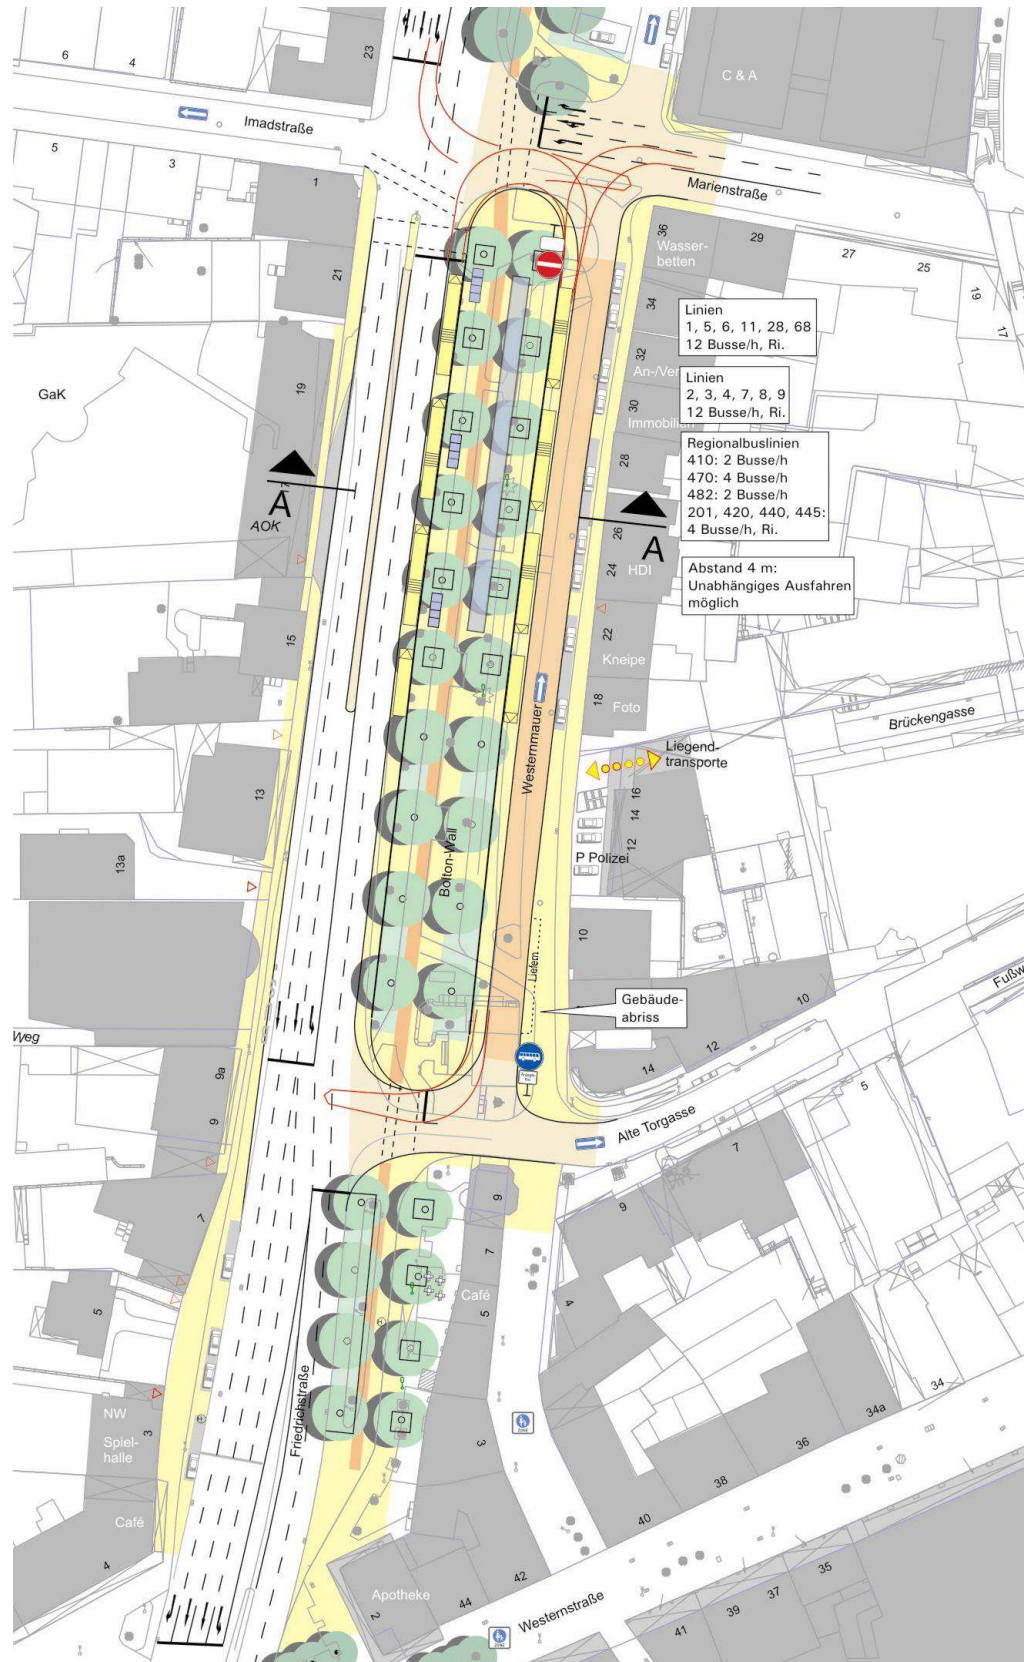 6
4
23
C & A
Imadstraße
5
3
1
Marienstraße
36
Wasser-
betten
29
27
25
19
17
21
34
Linien
1, 5, 6, 11, 28, 68
12 Busse/h, Ri.
32
An-/Ver
Linien
2, 3, 4, 7, 8, 9
12 Busse/h, Ri.
GaK
19
30
Immobilien
28
Regionalbuslinien
410: 2 Busse/h
470: 4 Busse/h
482: 2 Busse/h
201, 420, 440, 445:
4 Busse/h, Ri.
A
AOK
26
A
24
HDI
Abstand 4 m:
Unabhängiges Ausfahren
möglich
15
22
Kneipe
18
Foto
Westernmauer
Brückengasse
Liegend-
transporte
13
16
14
12
P Polizei
13a
Bolton-Wall
10
Liefern
Gebäude-
abriss
10
Fußw
Weg
12
14
9a
9
5
Alte Torgasse
7
7
9
9
7
Café
5
5
4
Friedrichstraße
NW
Spiel-
halle
3
Café
4
3
ZONE
34
34a
36
38
40
42
44
Apotheke
2
Westernstraße
35
37
39
41
ZONE